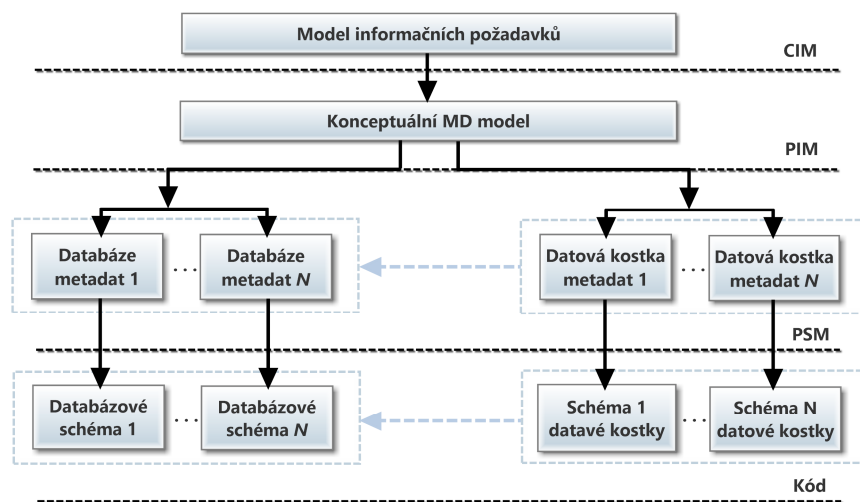 Model informačních požadavků
CIM
Konceptuální MD model
PIM
Databáze
metadat 1
...
Databáze
metadat N
Datová kostka
metadat 1
...
Datová kostka
metadat N
PSM
Databázové
schéma 1
...
Databázové
schéma N
Schéma 1
datavé kostky
...
Schéma N
datové kostky
Kód